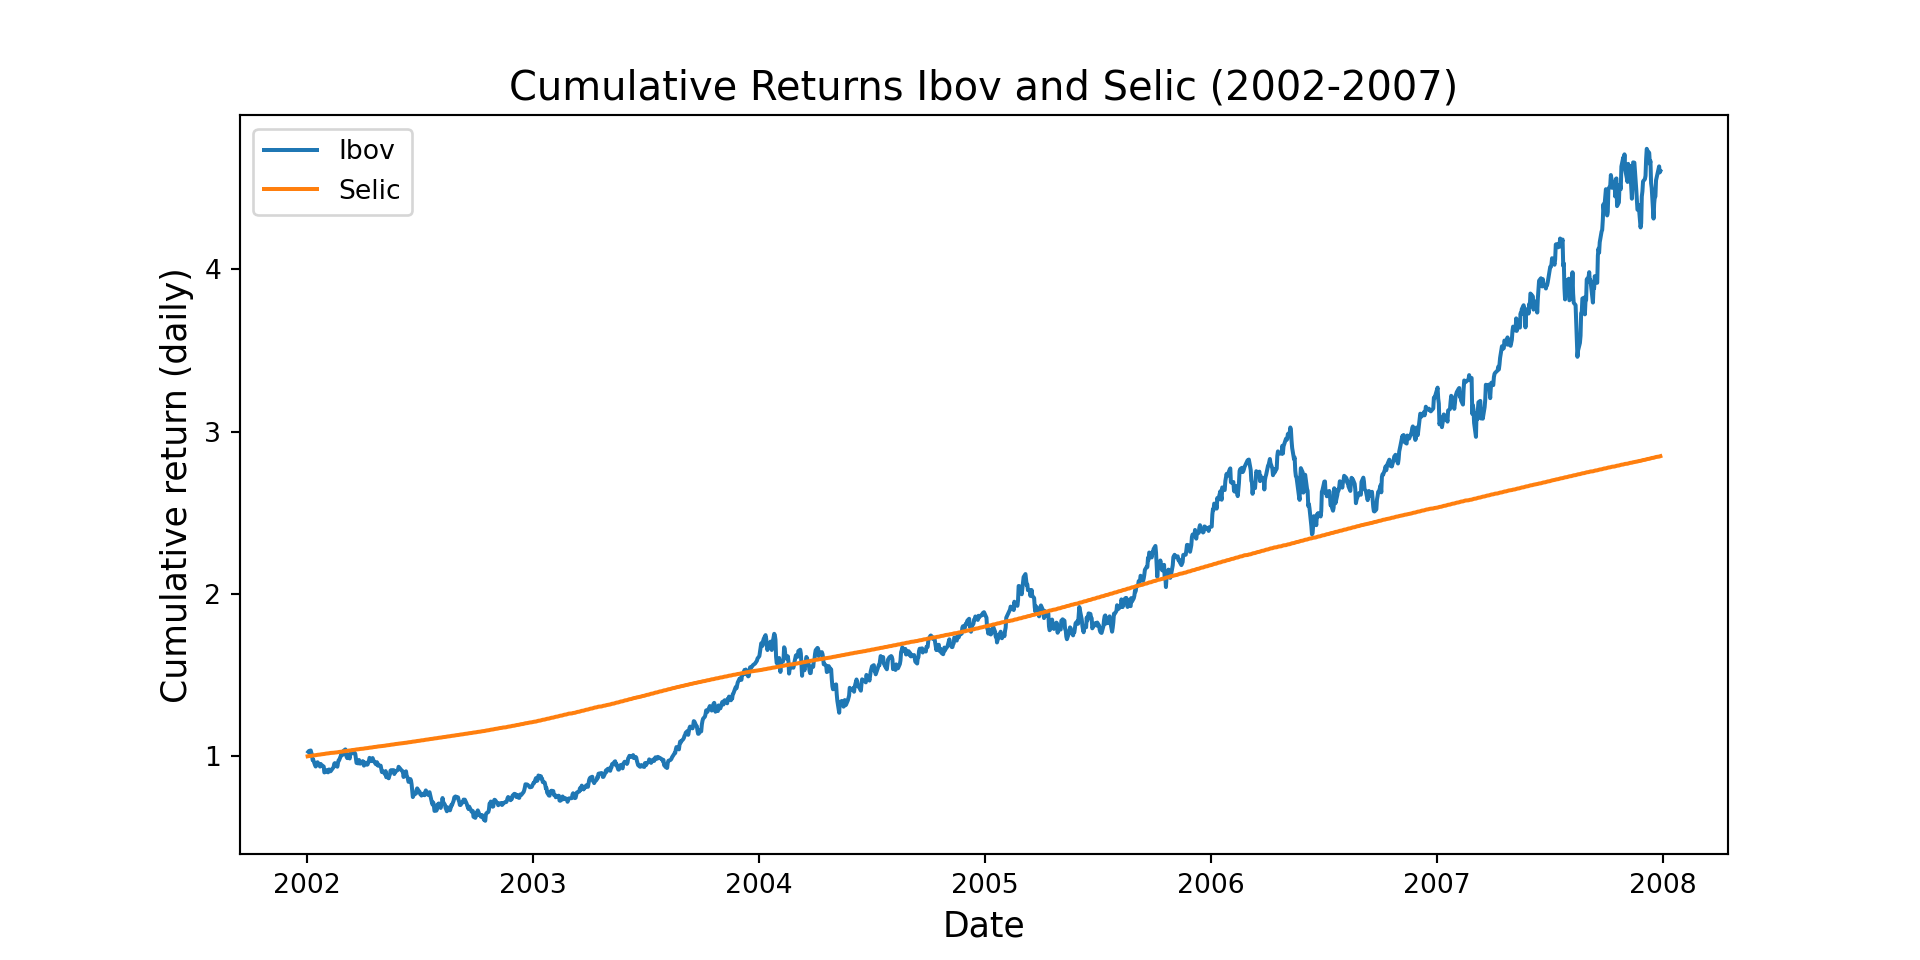 Cumulative Returns Ibov and Selic (2002-2007)
Ibov
Selic
Cumulative return (daily)
4
3
2
1
2002 2003 2004 2005 2006 2007 2008
Date